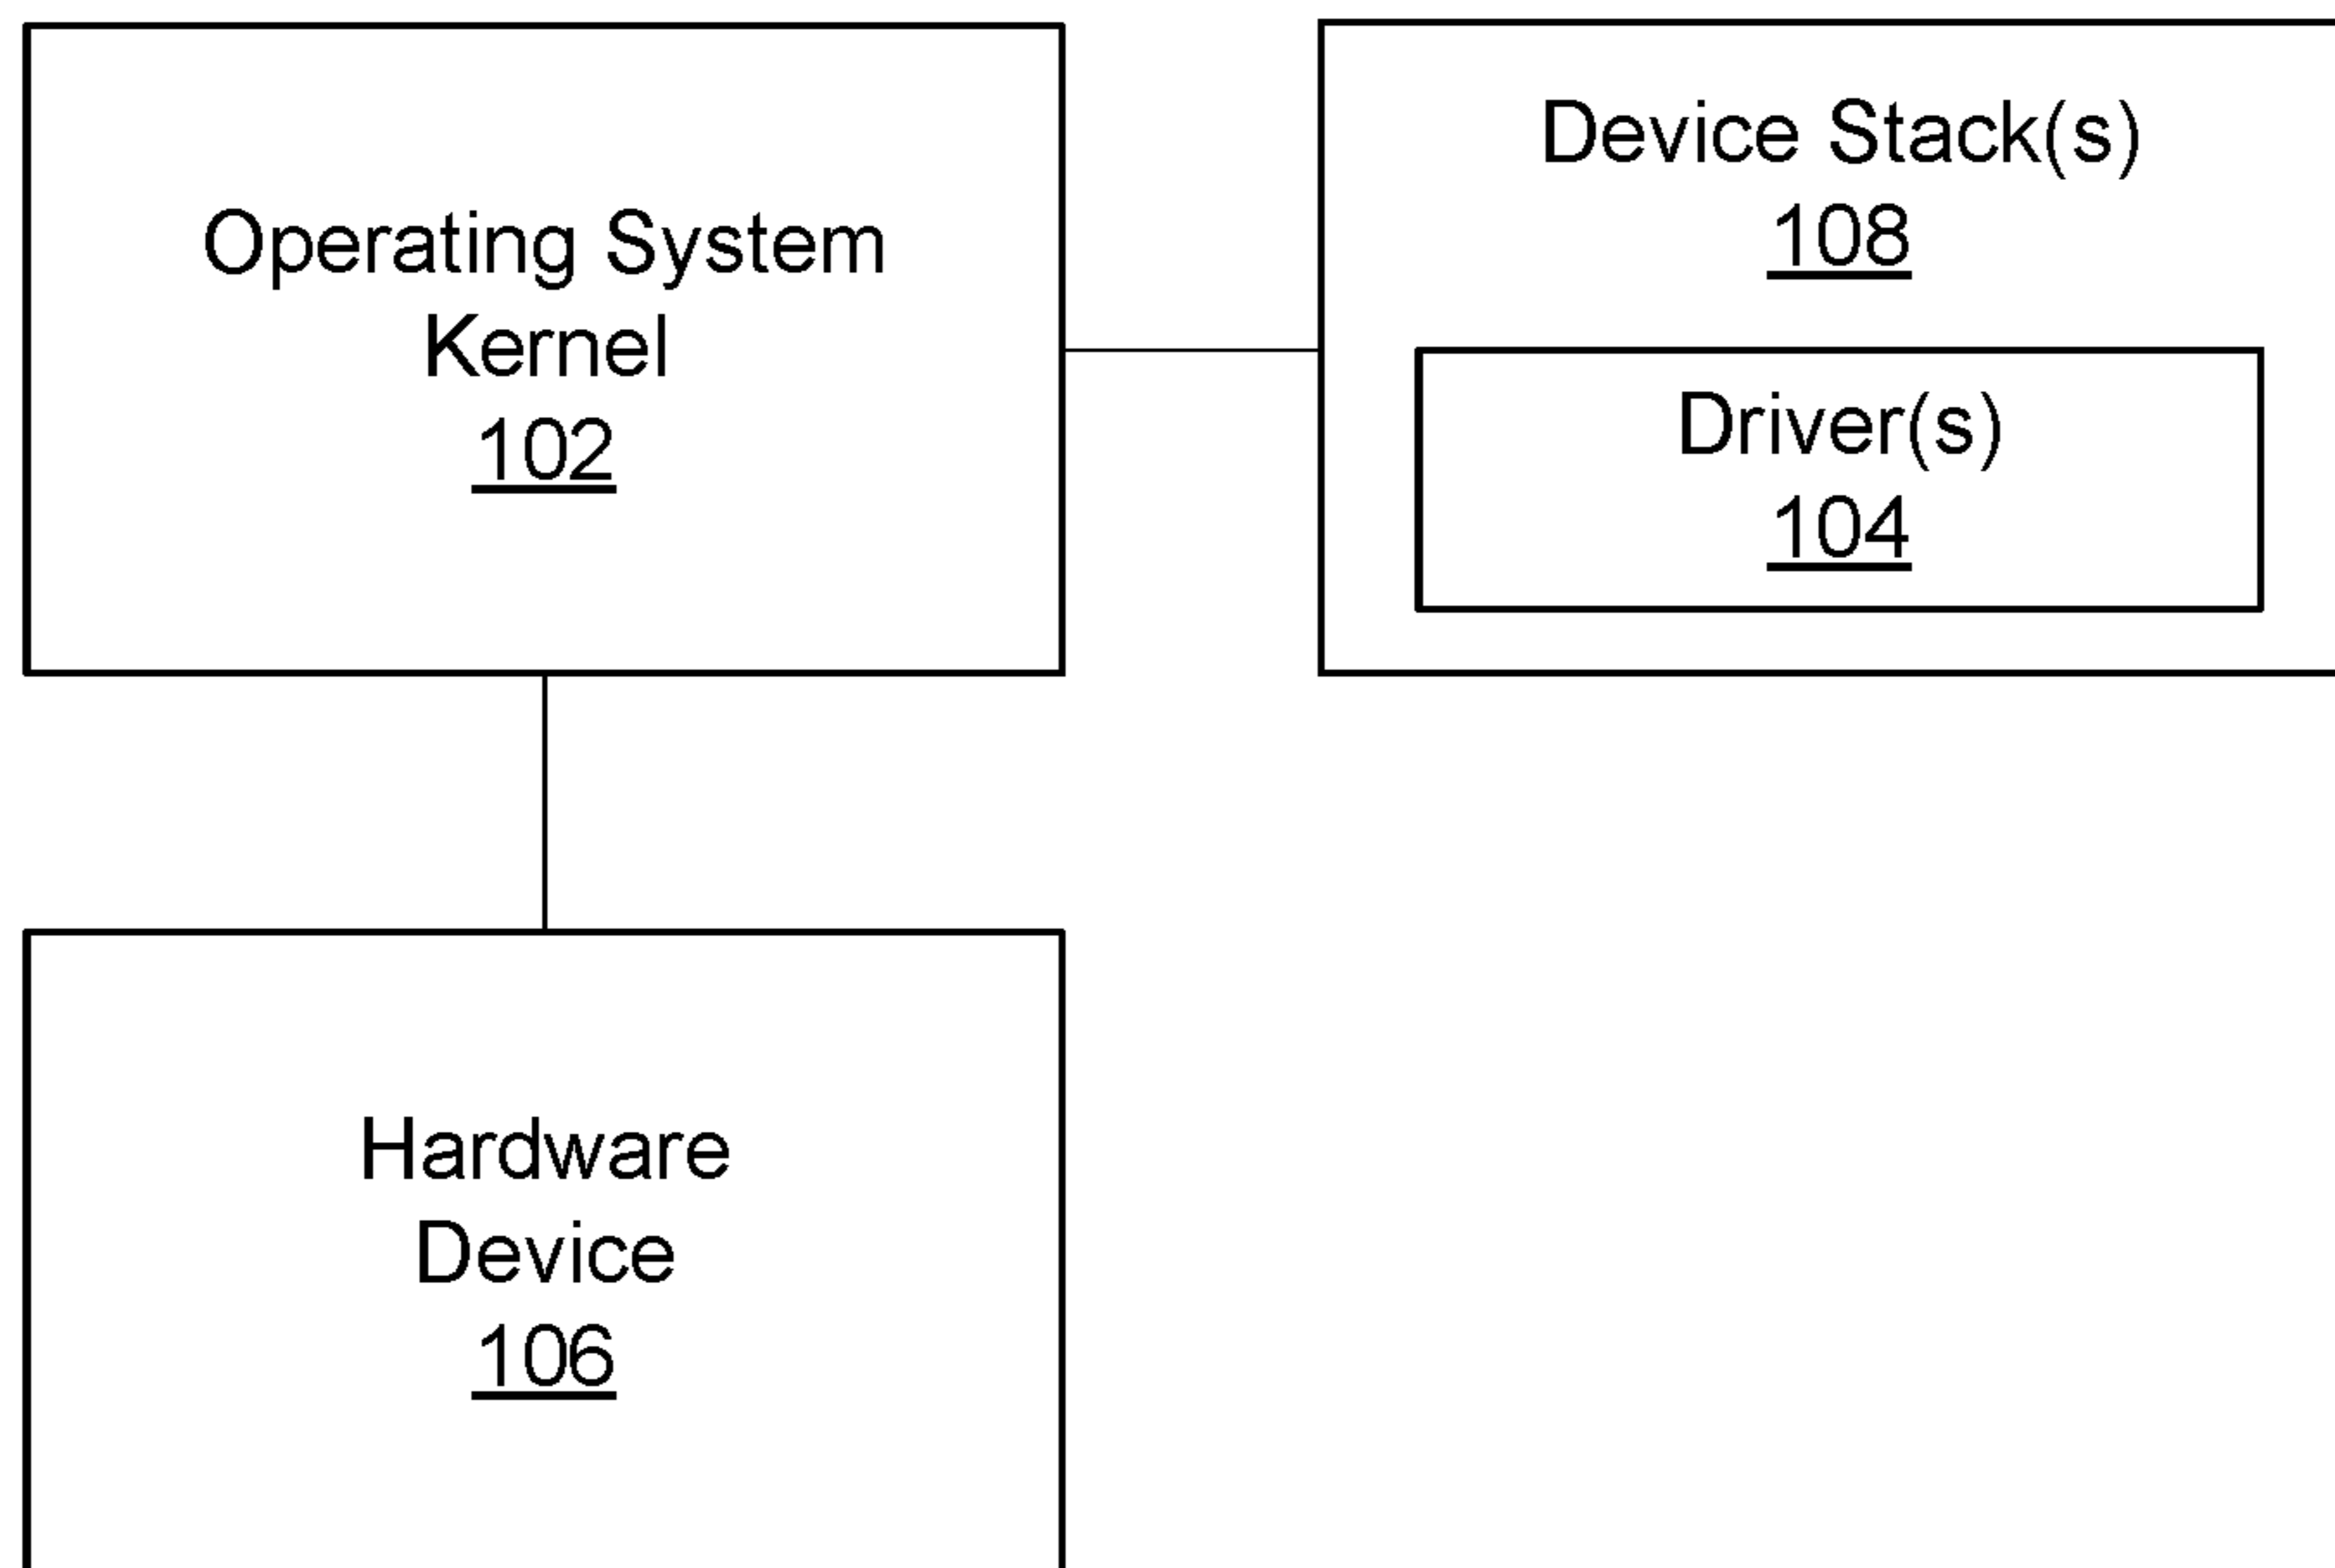 Operating System
Kernel
102
Device Stack(s)
108
Driver(s)
104
Hardware
Device
106